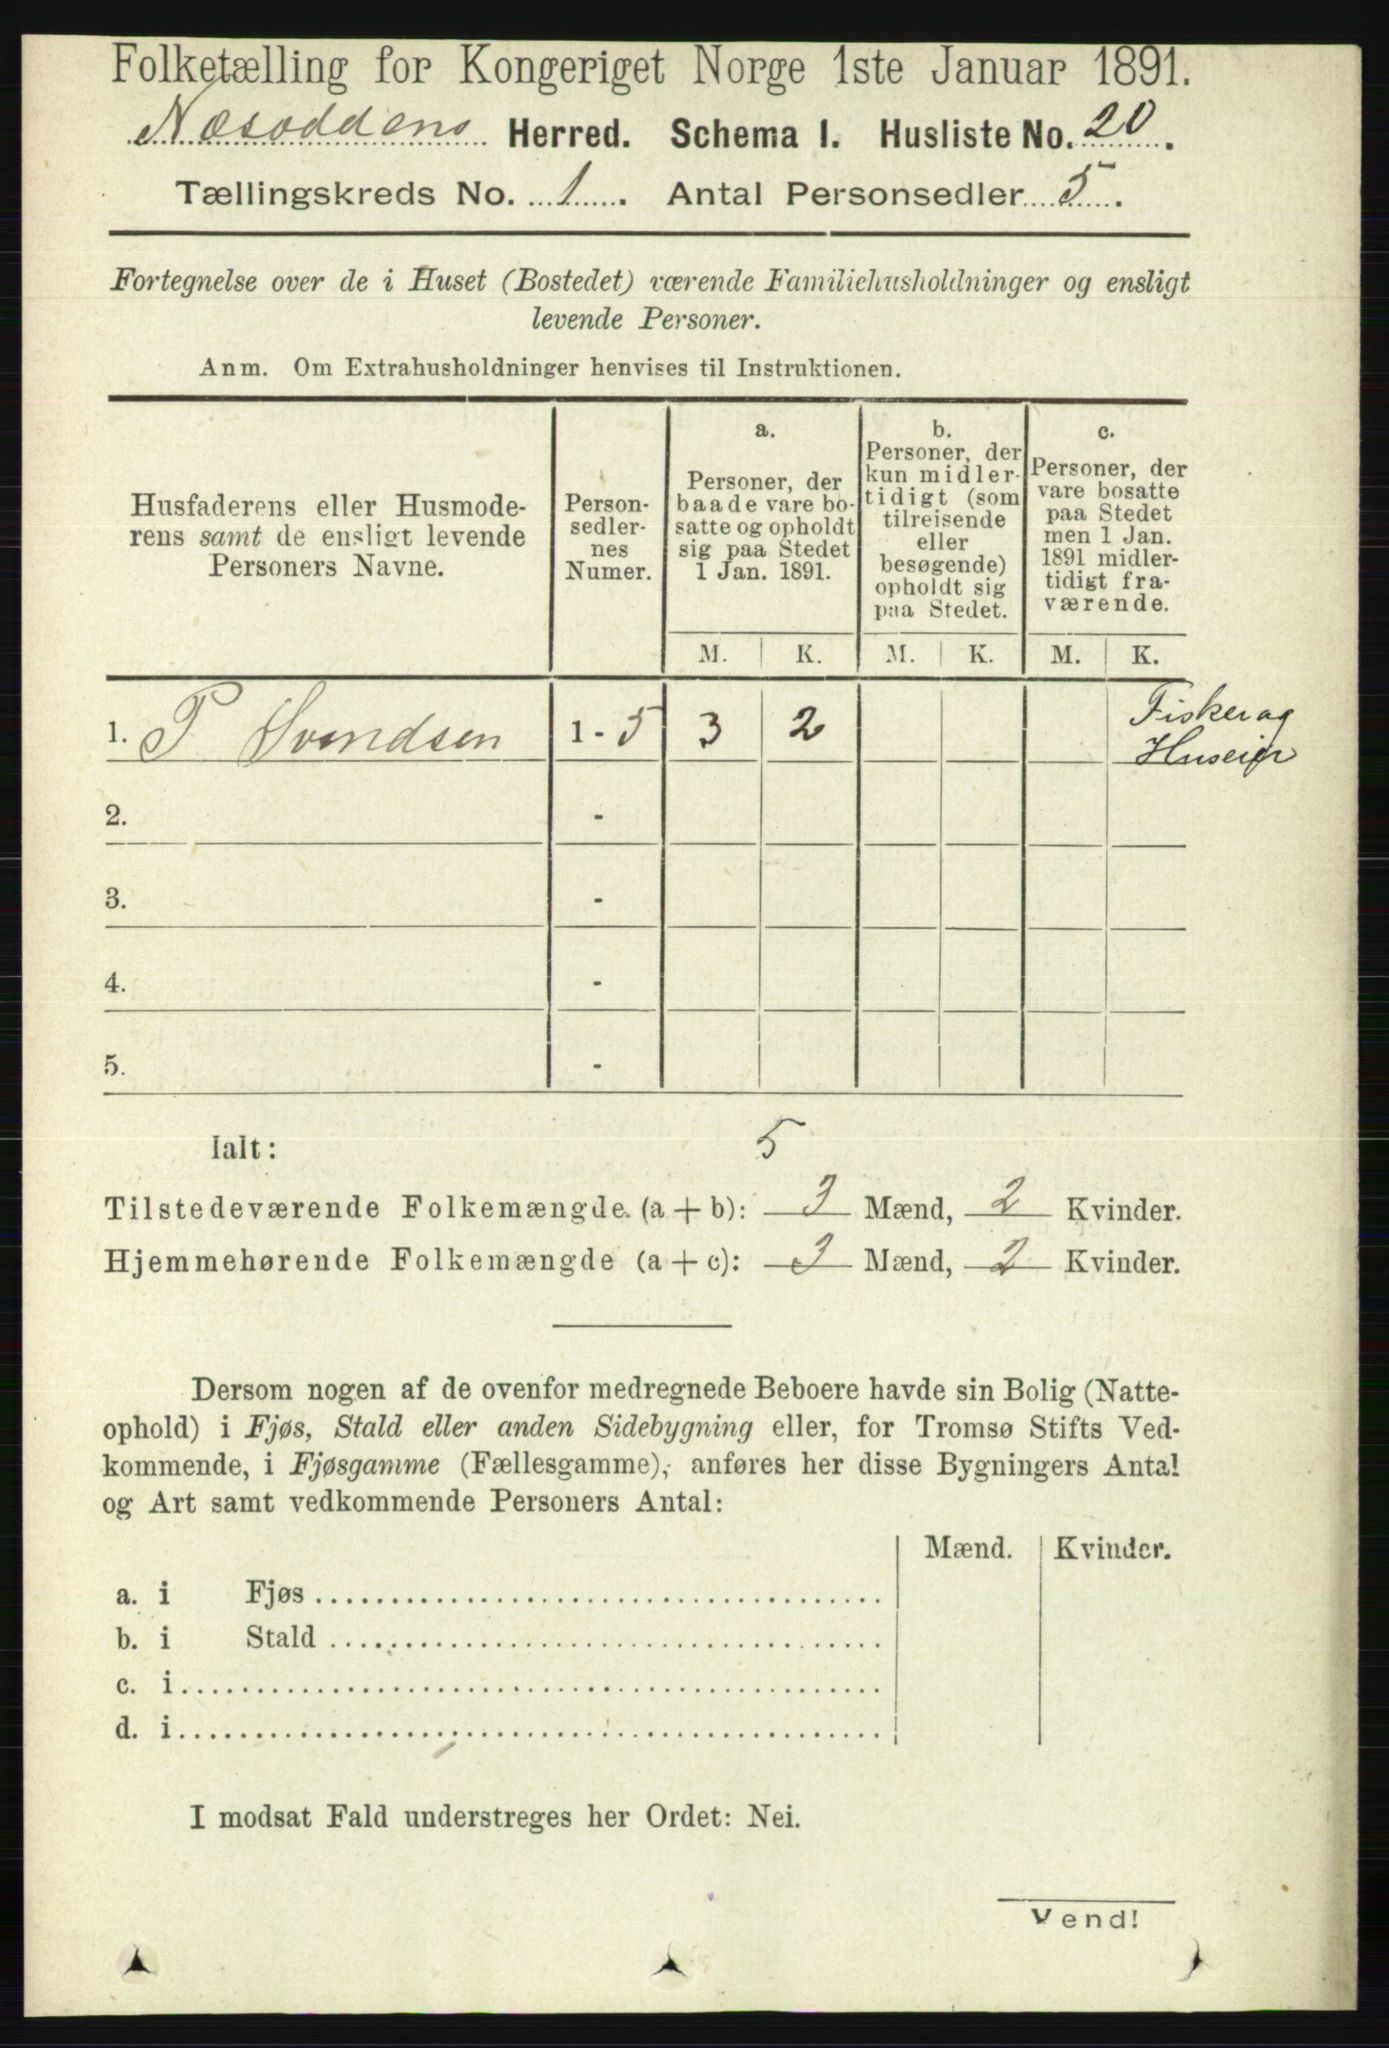 Folketælling for Kongeriget Norge 1ste Januar 1891.
Næsoddens Herred. Schema I. Husliste No. 20.
Tællingskreds No. 1. Antal Personsedler 5.
Fortegnelse over de i Huset (Bostedet) værende Familiehusholdninger og ensligt
levende Personer.
Anm. Om Extrahusholdninger henvises til Instruktionen.
Husfaderens eller Husmode-
rens samt de ensligt levende
Personers Navne.
Person-
sedler-
nes
Numer.
a.
Personer, der
baade vare bo-
satte og opholdt
sig paa Stedet
1 Jan. 1891.
b.
Personer, der
kun midler-
tidigt (som
tilreisende
eller
besøgende)
opholdt sig
paa Stedet.
c.
Personer, der
vare bosatte
paa Stedet
men 1 Jan.
1891 midler-
tidigt fra-
værende.
M. K. M. K. M. K.
1. P Svendsen 1 - 5 3 2 Fisker og
Huseier
2. -
3. -
4. -
5. -
Ialt: 5
Tilstedeværende Folkemængde (a + b): 3 Mænd, 2 Kvinder.
Hjemmehørende Folkemængde (a + c): 3 Mænd, 2 Kvinder.
Dersom nogen af de ovenfor medregnede Beboere havde sin Bolig (Natte-
ophold) i Fjøs, Stald eller anden Sidebygning eller, for Tromsø Stifts Ved-
kommende, i Fjøsgamme (Fællesgamme), anføres her disse Bygningers Antal
og Art samt vedkommende Personers Antal:
Mænd. Kvinder.
a. i Fjøs
b. i Stald
c. i
d. i
I modsat Fald understreges her Ordet: Nei.
Vend!